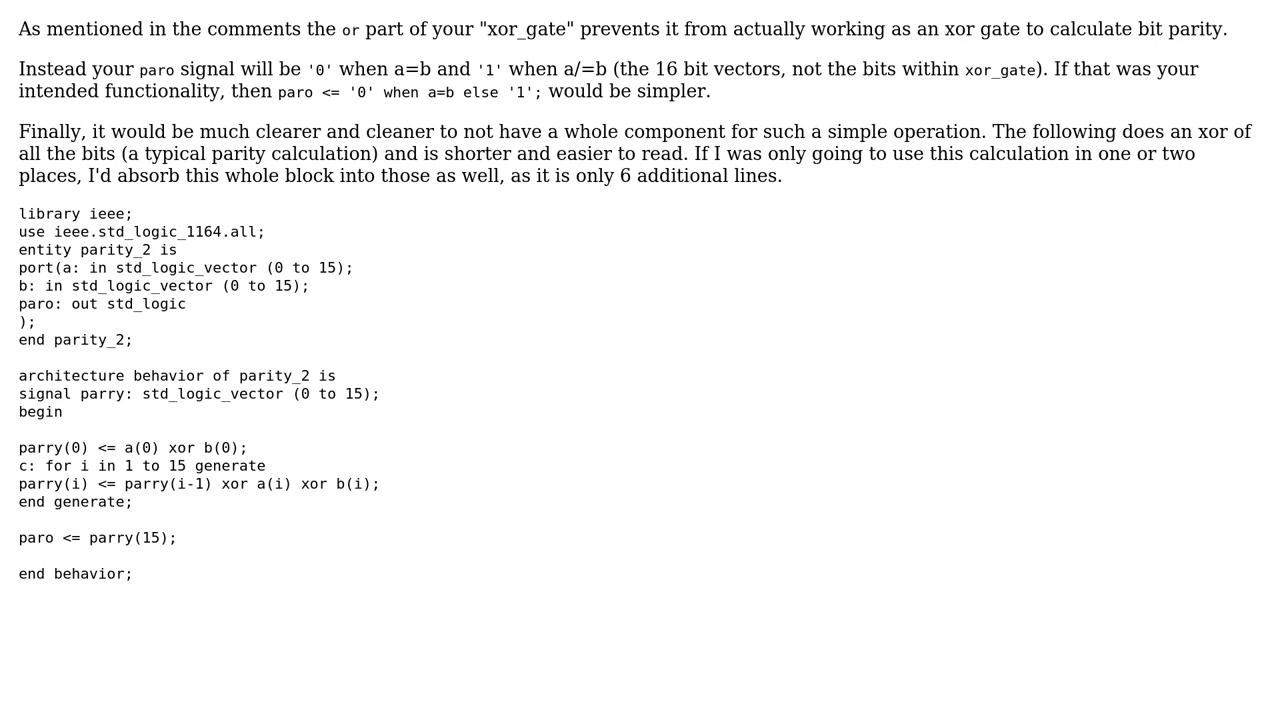 As mentioned in the comments the or part of your "xor_gate" prevents it from actually working as an xor gate to calculate bit parity.
Instead your paro signal will be '0' when a=b and '1' when a/=b (the 16 bit vectors, not the bits within xor_gate). If that was your
intended functionality, then paro <= '0' when a=b else '1'; would be simpler.
Finally, it would be much clearer and cleaner to not have a whole component for such a simple operation. The following does an xor of
all the bits (a typical parity calculation) and is shorter and easier to read. If I was only going to use this calculation in one or two
places, I'd absorb this whole block into those as well, as it is only 6 additional lines.
library ieee;
use ieee.std_logic_1164.all;
entity parity_2 is
port(a: in std_logic_vector (0 to 15);
b: in std_logic_vector (0 to 15);
paro: out std_logic
);
end parity_2;
architecture behavior of parity_2 is
signal parry: std_logic_vector (0 to 15);
begin
parry(0) <= a(0) xor b(0);
c: for i in 1 to 15 generate
parry(i) <= parry(i-1) xor a(i) xor b(i);
end generate;
paro <= parry(15);
end behavior;